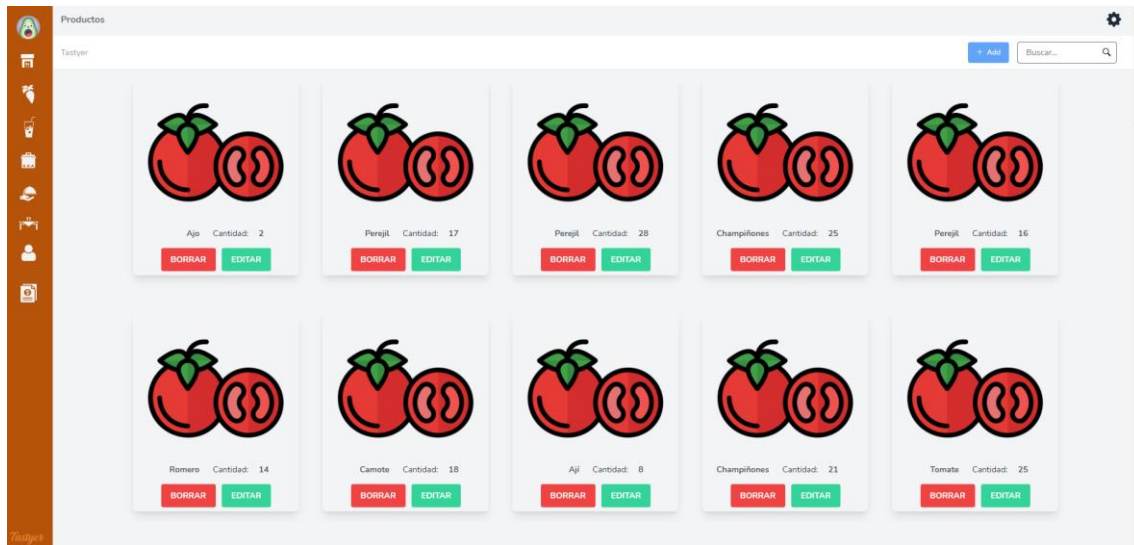 Productos
Tastyer
+ Add
Buscar...
Ajo Cantidad: 2
BORRAR EDITAR
Perejil Cantidad: 17
BORRAR EDITAR
Perejil Cantidad: 28
BORRAR EDITAR
Champiñones Cantidad: 25
BORRAR EDITAR
Perejil Cantidad: 16
BORRAR EDITAR
Romero Cantidad: 14
BORRAR EDITAR
Camote Cantidad: 18
BORRAR EDITAR
Ají Cantidad: 8
BORRAR EDITAR
Champiñones Cantidad: 21
BORRAR EDITAR
Tomate Cantidad: 25
BORRAR EDITAR
Tastyer